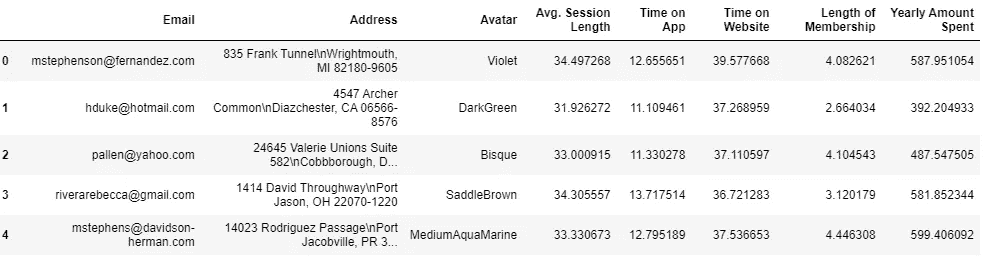 Email Address Avatar Avg. Session Length Time on App Time on Website Length of Membership Yearly Amount Spent
0 mstephenson@fernandez.com 835 Frank Tunnel\nWrightmouth, MI 82180-9605 Violet 34.497268 12.655651 39.577668 4.082621 587.951054
1 hduke@hotmail.com 4547 Archer Common\nDiazchester, CA 06566-8576 DarkGreen 31.926272 11.109461 37.268959 2.664034 392.204933
2 pallen@yahoo.com 24645 Valerie Unions Suite 582\nCobbborough, D... Bisque 33.000915 11.330278 37.110597 4.104543 487.547505
3 riverarebecca@gmail.com 1414 David Throughway\nPort Jason, OH 22070-1220 SaddleBrown 34.305557 13.717514 36.721283 3.120179 581.852344
4 mstephens@davidson-herman.com 14023 Rodriguez Passage\nPort Jacobville, PR 3... MediumAquaMarine 33.330673 12.795189 37.536653 4.446308 599.406092